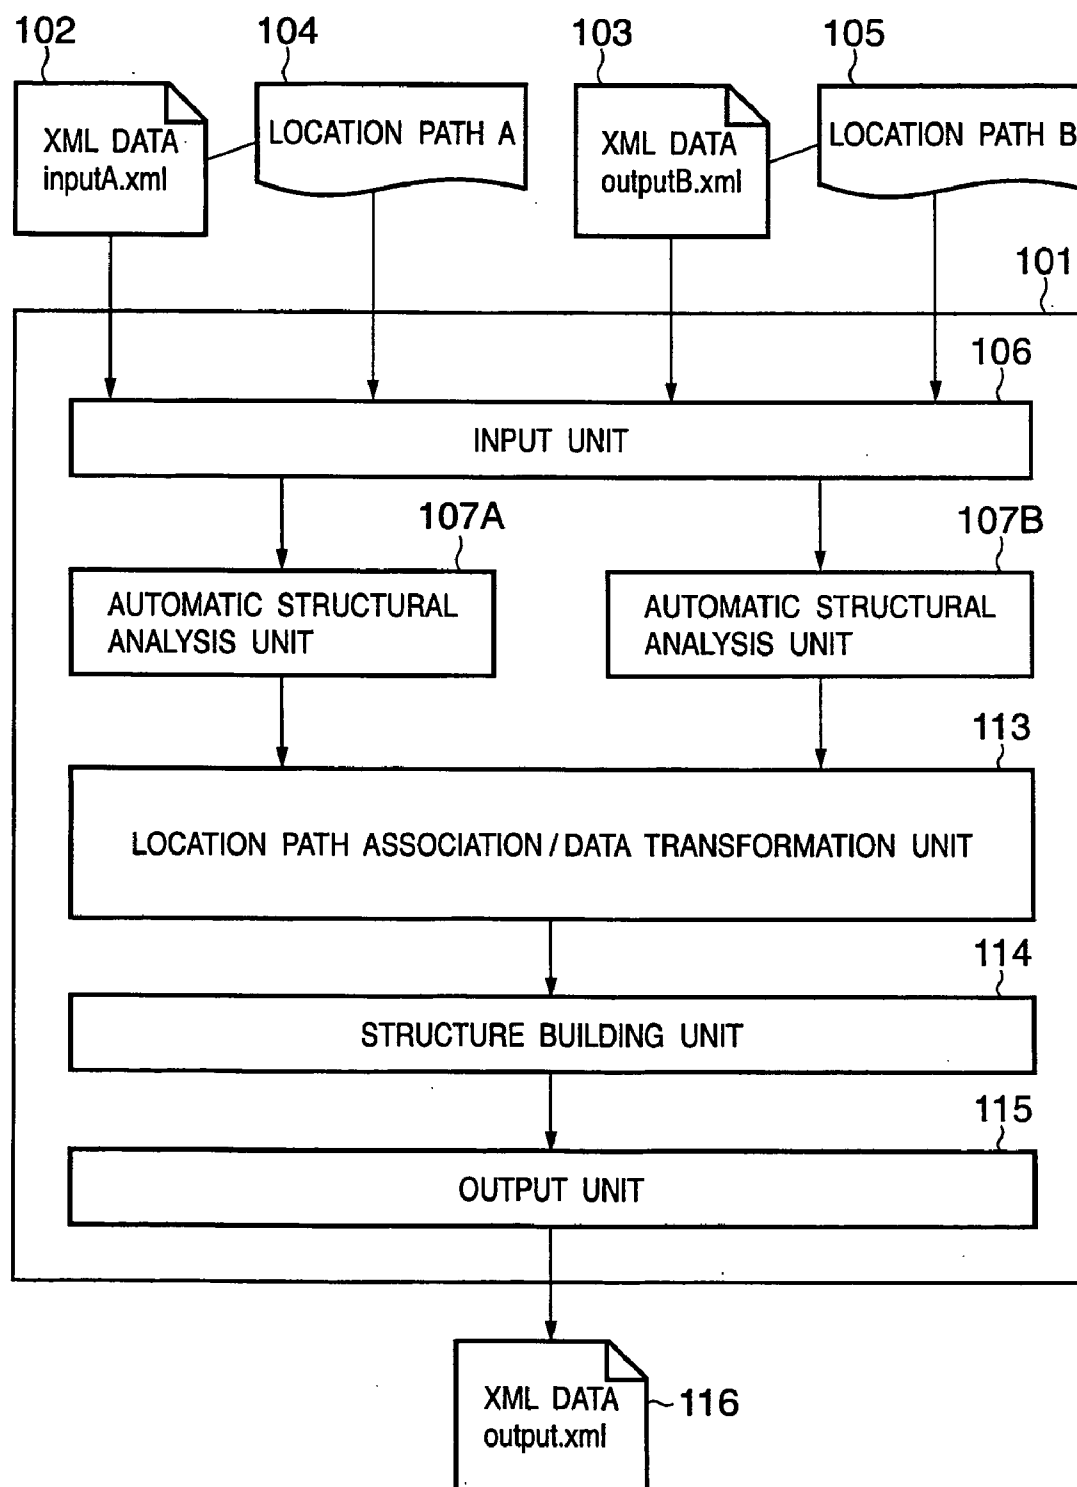 102
104
103
105
XML DATA
inputA.xml
LOCATION PATH A
XML DATA
outputB.xml
LOCATION PATH B
101
106
INPUT UNIT
107A
107B
AUTOMATIC STRUCTURAL
ANALYSIS UNIT
AUTOMATIC STRUCTURAL
ANALYSIS UNIT
113
LOCATION PATH ASSOCIATION / DATA TRANSFORMATION UNIT
114
STRUCTURE BUILDING UNIT
115
OUTPUT UNIT
XML DATA
output.xml
116